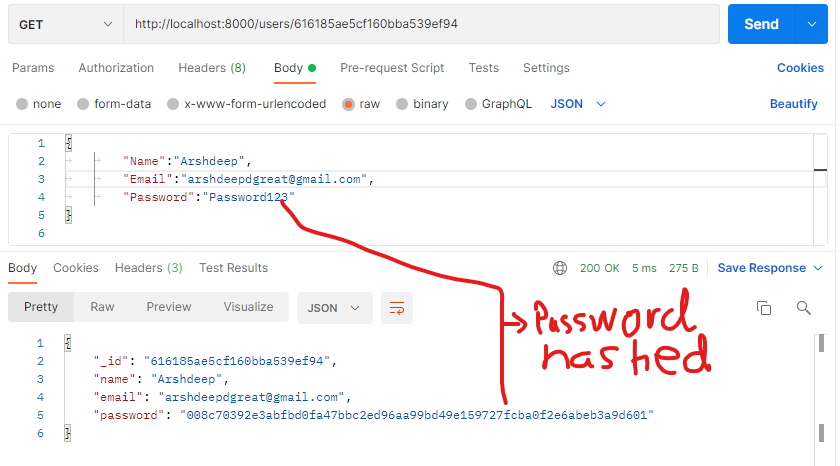 GET http://localhost:8000/users/616185ae5cf160bba539ef94 Send
Params Authorization Headers (8) Body Pre-request Script Tests Settings Cookies
none form-data x-www-form-urlencoded raw binary GraphQL JSON Beautify
1 {
2 "Name":"Arshdeep",
3 "Email":"arshdeepdgreat@gmail.com",
4 "Password":"Password123"
5 }
6
Body Cookies Headers (3) Test Results 200 OK 5 ms 275 B Save Response
Pretty Raw Preview Visualize JSON
Password
hashed
1 {
2 "_id": "616185ae5cf160bba539ef94",
3 "name": "Arshdeep",
4 "email": "arshdeepdgreat@gmail.com",
5 "password": "008c70392e3abfbd0fa47bbc2ed96aa99bd49e159727fcba0f2e6abeb3a9d601"
6 }